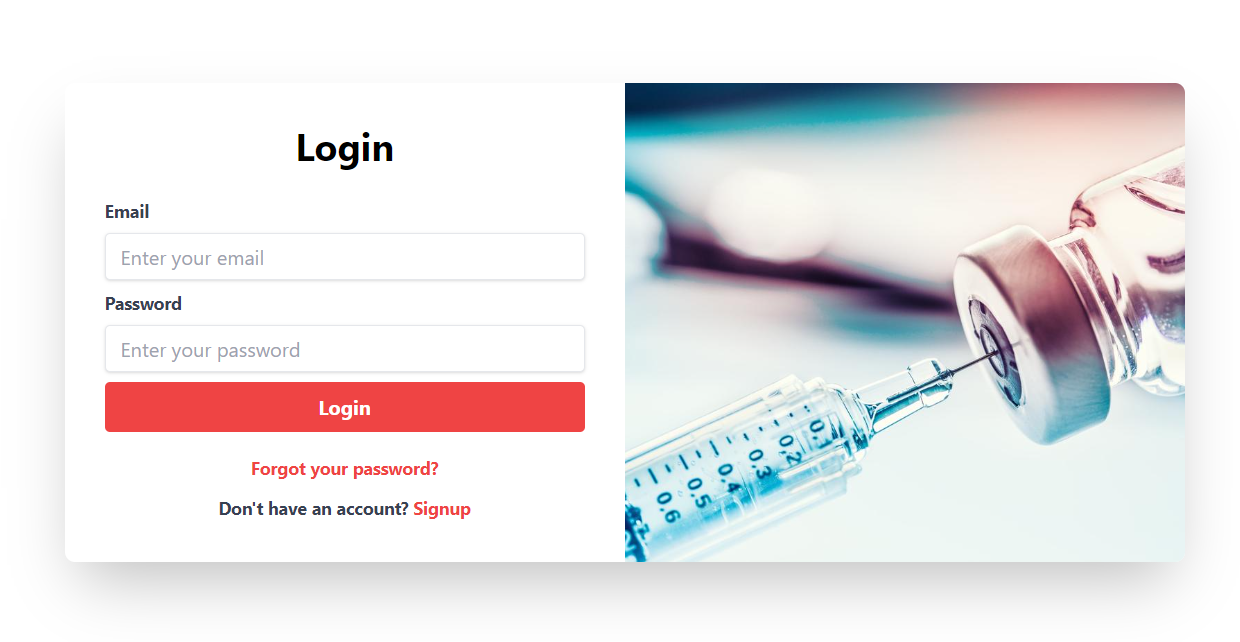 Login
Email
Enter your email
Password
Enter your password
Login
Forgot your password?
Don't have an account? Signup
0.1
0,2
0.3
0.4
0.5
0.6